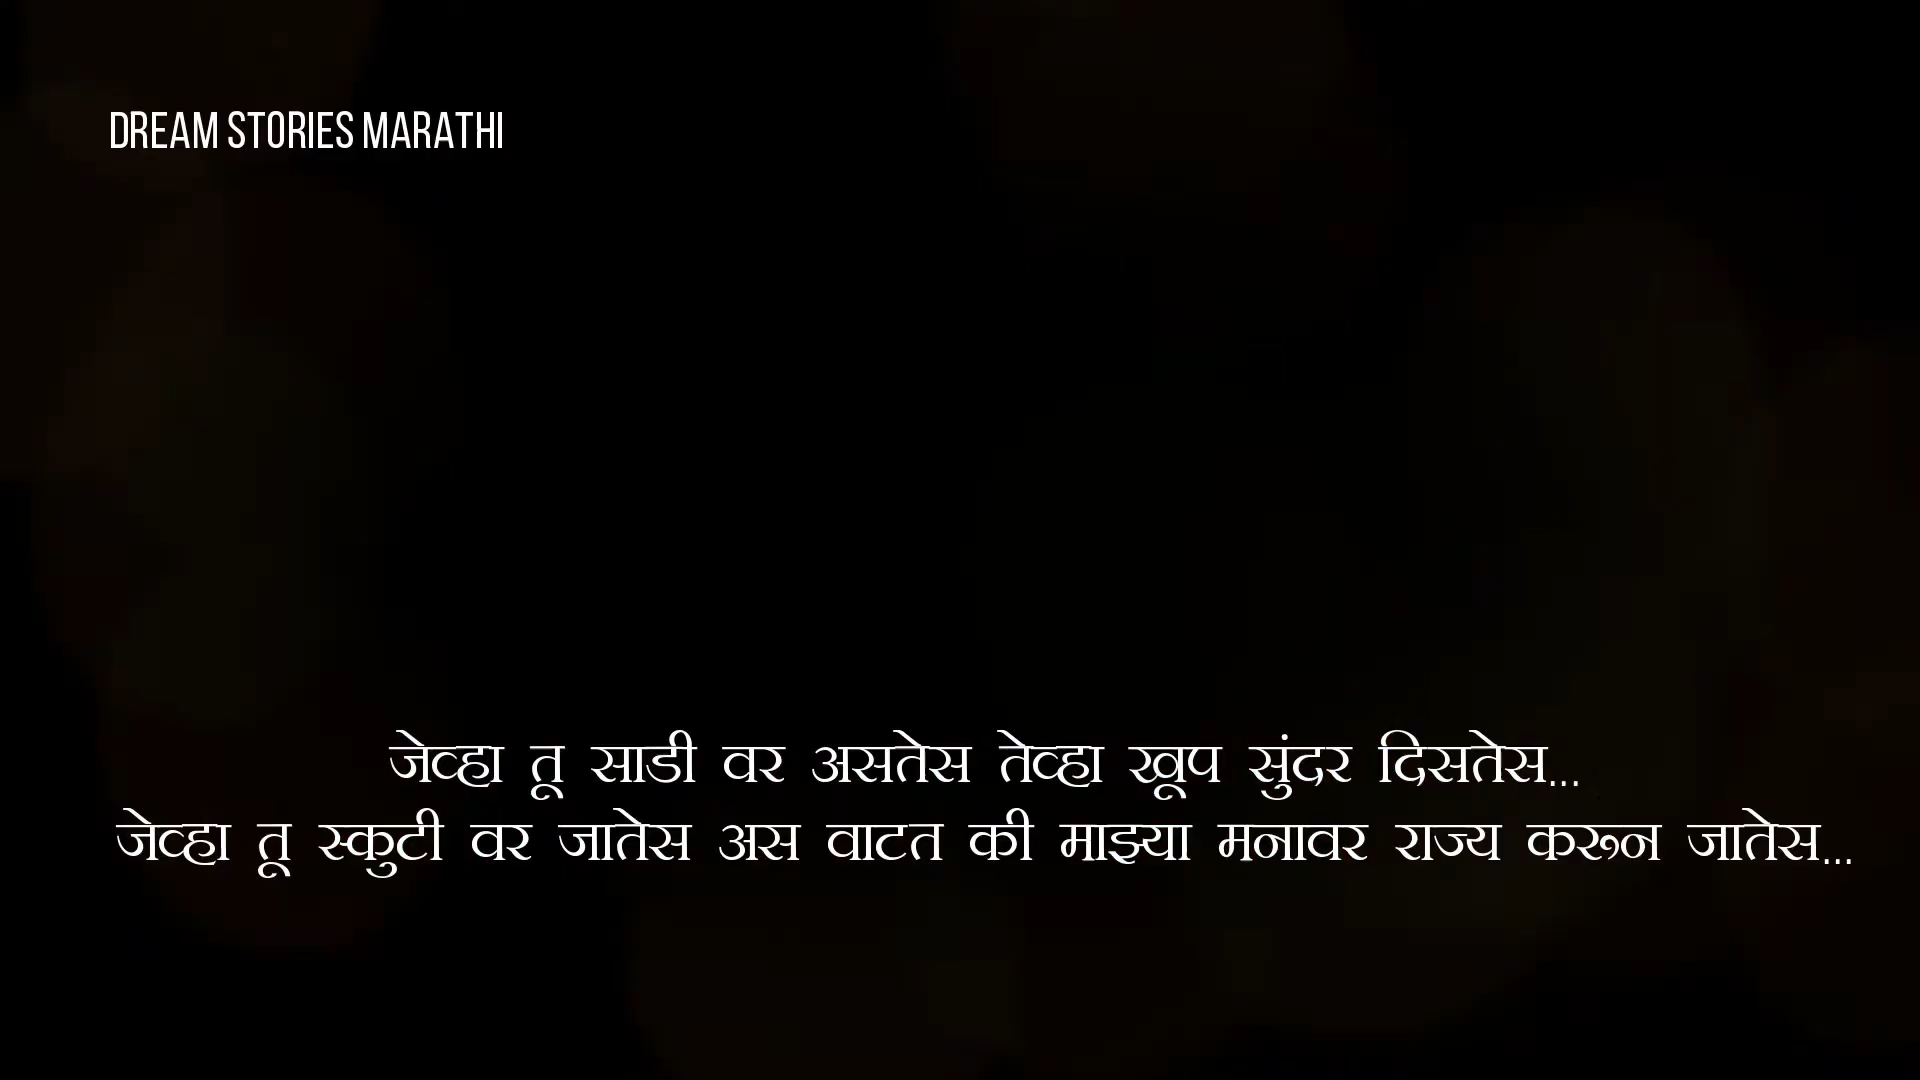 DREAM STORIES MARATHI
जेव्हा तू साडी वर असतेस तेव्हा खूप सुंदर दिसतेस...
जेव्हा तू स्कुटी वर जातेस अस वाटत की माझ्या मनावर राज्य करून जातेस...